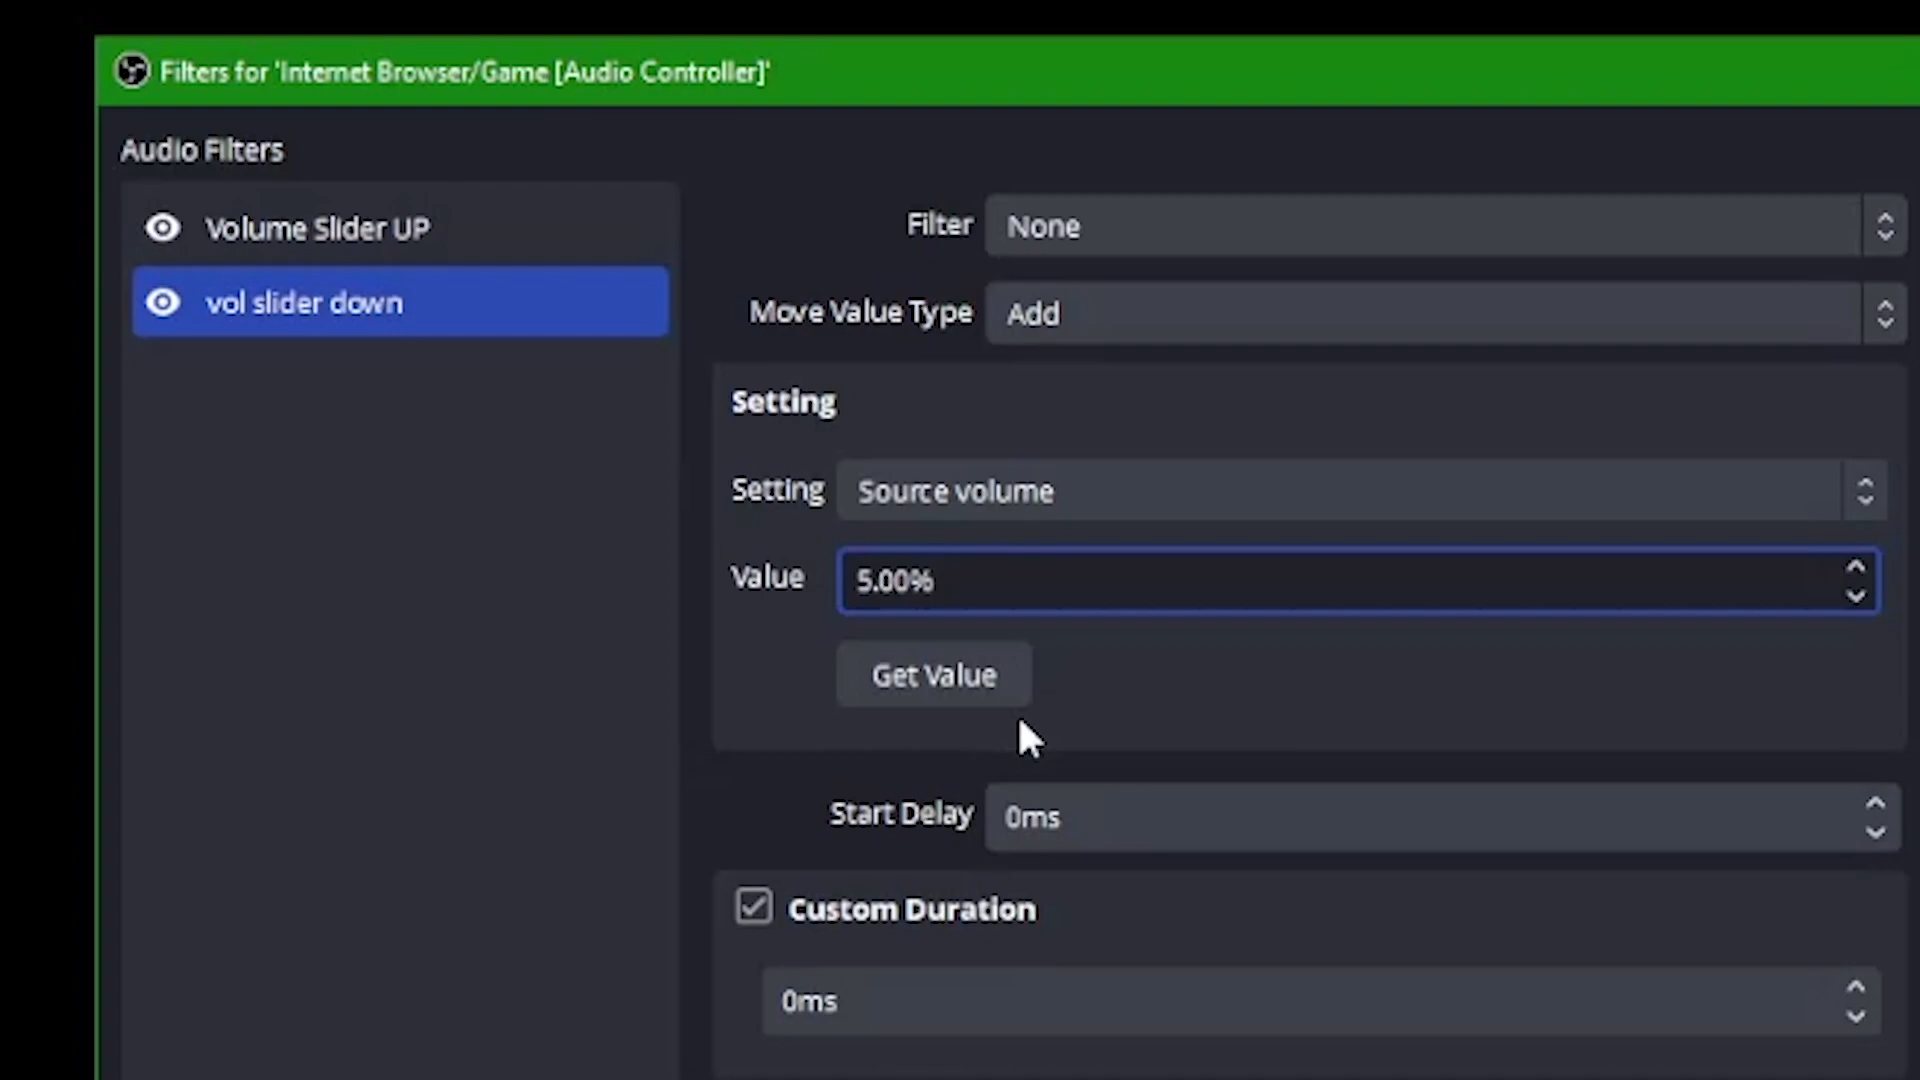 Filters for 'Internet Browser/Game [Audio Controller]'
Audio Filters
Volume Slider UP
vol slider down
Filter None
Move Value Type Add
Setting
Setting Source volume
Value 5.00%
Get Value
Start Delay 0ms
Custom Duration
0ms